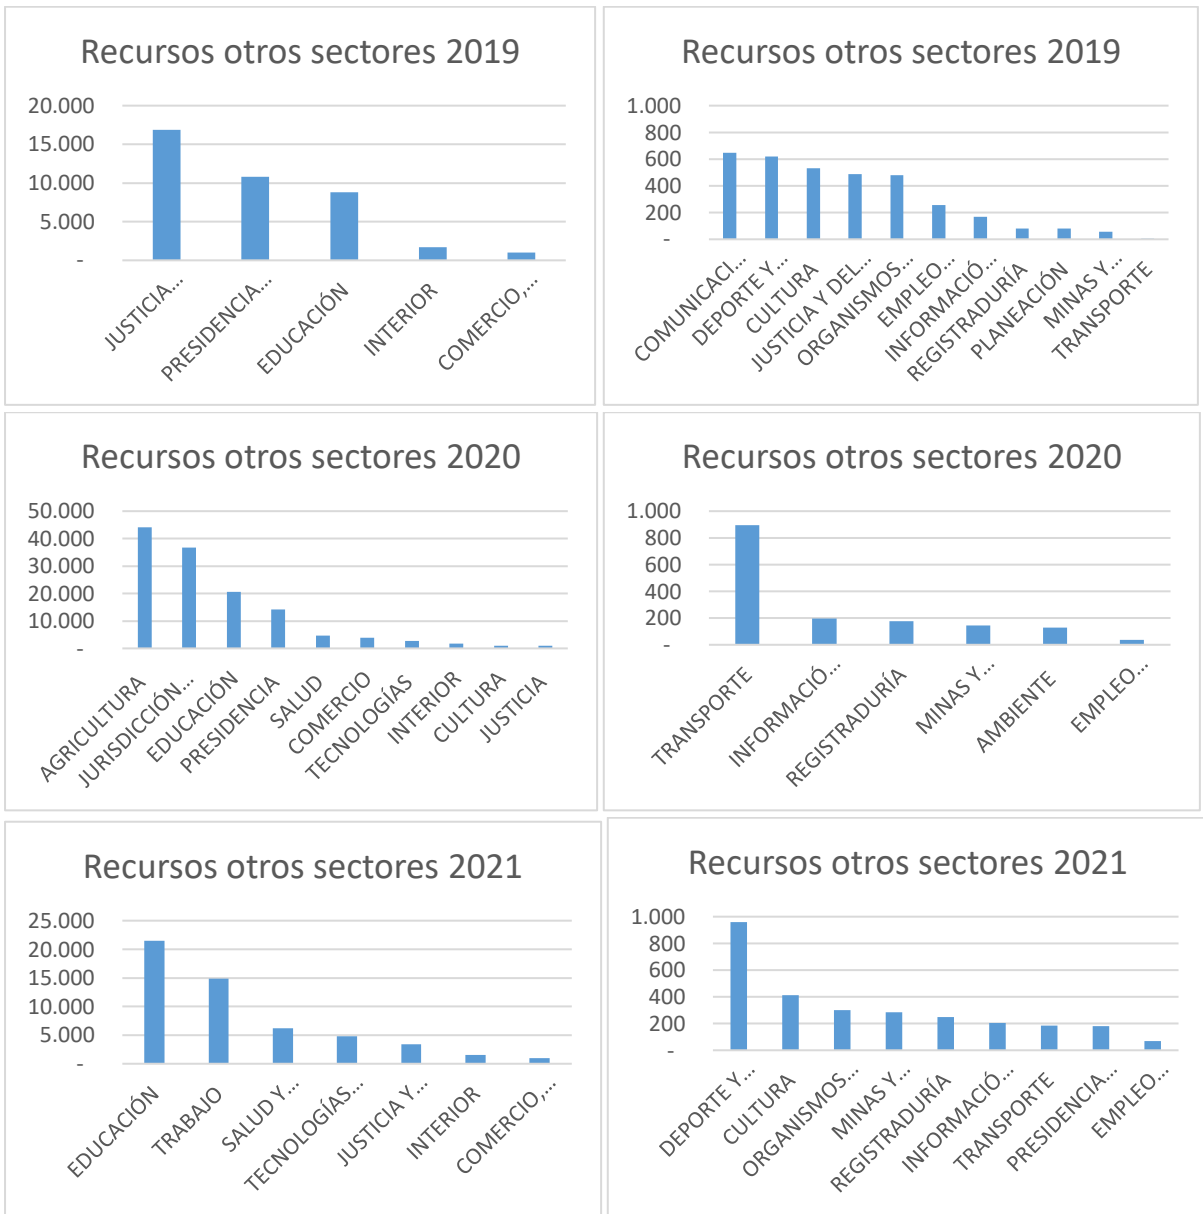 Recursos otros sectores 2019
20.000
15.000
10.000
5.000
-
JUSTICIA...
PRESIDENCIA...
EDUCACIÓN
INTERIOR
COMERCIO,...
Recursos otros sectores 2019
1.000
800
600
400
200
-
COMUNICACI...
DEPORTE Y...
CULTURA
JUSTICIA Y DEL...
ORGANISMOS...
EMPLEO...
INFORMACIÓ...
REGISTRADURÍA
PLANEACIÓN
MINAS Y...
TRANSPORTE
Recursos otros sectores 2020
50.000
40.000
30.000
20.000
10.000
-
AGRICULTURA
JURISDICCIÓN...
EDUCACIÓN
PRESIDENCIA
SALUD
COMERCIO
TECNOLOGÍAS
INTERIOR
CULTURA
JUSTICIA
Recursos otros sectores 2020
1.000
800
600
400
200
-
TRANSPORTE
INFORMACIÓ...
REGISTRADURÍA
MINAS Y...
AMBIENTE
EMPLEO...
Recursos otros sectores 2021
25.000
20.000
15.000
10.000
5.000
-
EDUCACIÓN
TRABAJO
SALUD Y...
TECNOLOGÍAS...
JUSTICIA Y...
INTERIOR
COMERCIO,...
Recursos otros sectores 2021
1.000
800
600
400
200
-
DEPORTE Y...
CULTURA
ORGANISMOS...
MINAS Y...
REGISTRADURÍA
INFORMACIÓ...
TRANSPORTE
PRESIDENCIA...
EMPLEO...